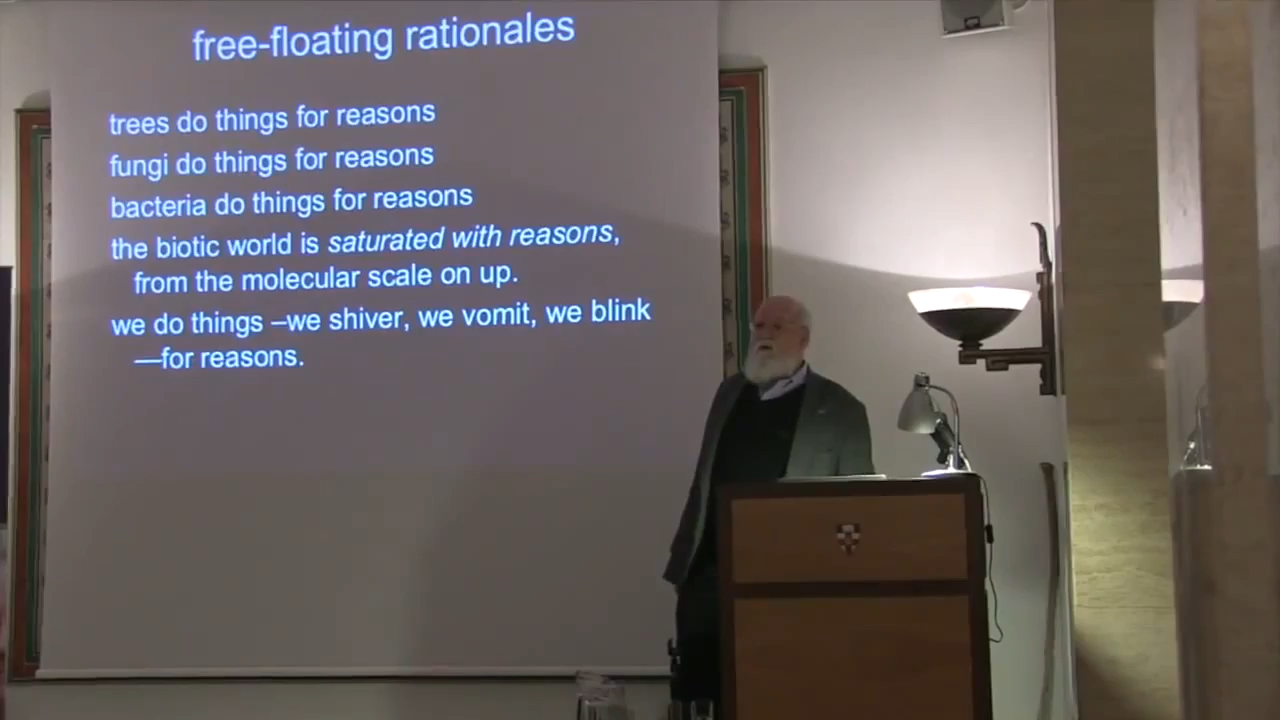 free-floating rationales
trees do things for reasons
fungi do things for reasons
bacteria do things for reasons
the biotic world is saturated with reasons,
from the molecular scale on up.
we do things –we shiver, we vomit, we blink
—for reasons.